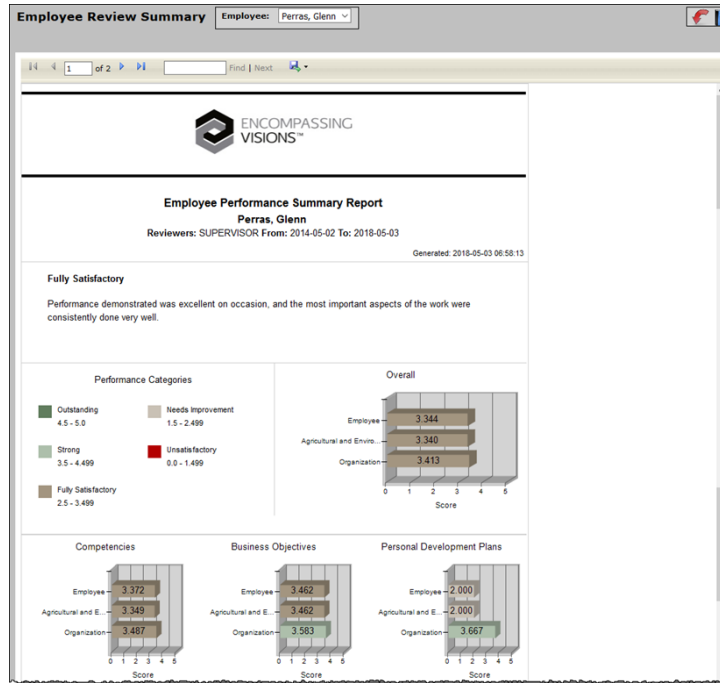 Employee Review Summary
Employee: Perras, Glenn
1 of 2 Find | Next
ENCOMPASSING
VISIONS™
Employee Performance Summary Report
Perras, Glenn
Reviewers: SUPERVISOR From: 2014-05-02 To: 2018-05-03
Generated: 2018-05-03 06:58:13
Fully Satisfactory
Performance demonstrated was excellent on occasion, and the most important aspects of the work were
consistently done very well.
Performance Categories
Outstanding
4.5 - 5.0
Needs Improvement
1.5 - 2.499
Strong
3.5 - 4.499
Unsatisfactory
0.0 - 1.499
Fully Satisfactory
2.5 - 3.499
Overall
Employee 3.344
Agricultural and Enviro... 3.340
Organization 3.413
0 1 2 3 4 5
Score
Competencies
Employee 3.372
Agricultural and E... 3.349
Organization 3.487
0 1 2 3 4 5
Score
Business Objectives
Employee 3.462
Agricultural and E... 3.462
Organization 3.583
0 1 2 3 4 5
Score
Personal Development Plans
Employee 2.000
Agricultural and E... 2.000
Organization 3.667
0 1 2 3 4 5
Score